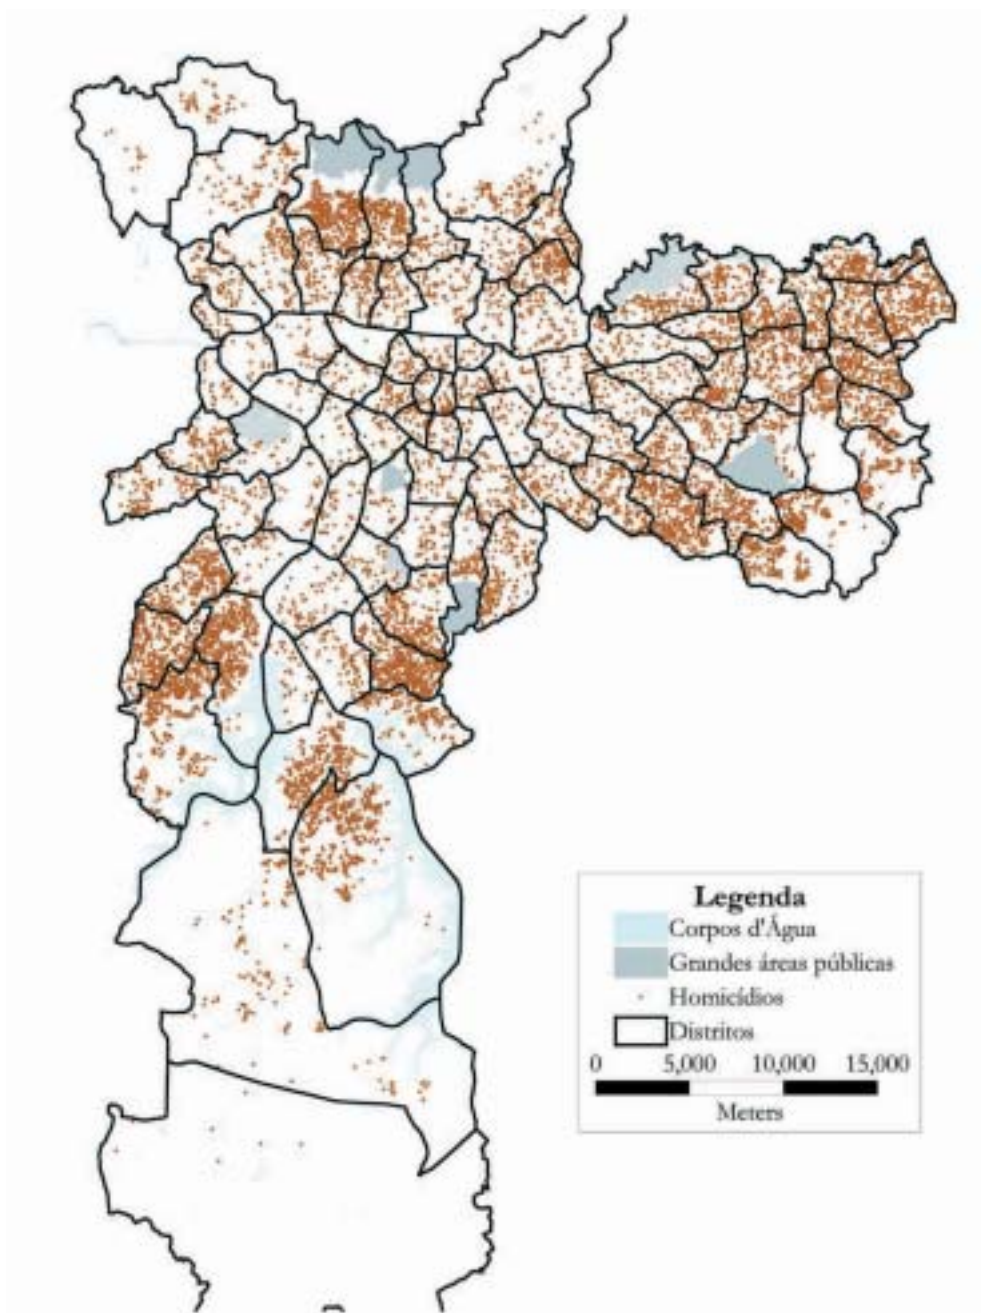 Legenda
Corpos d'Água
Grandes áreas públicas
Homicídios
Distritos
0 5,000 10,000 15,000
Meters